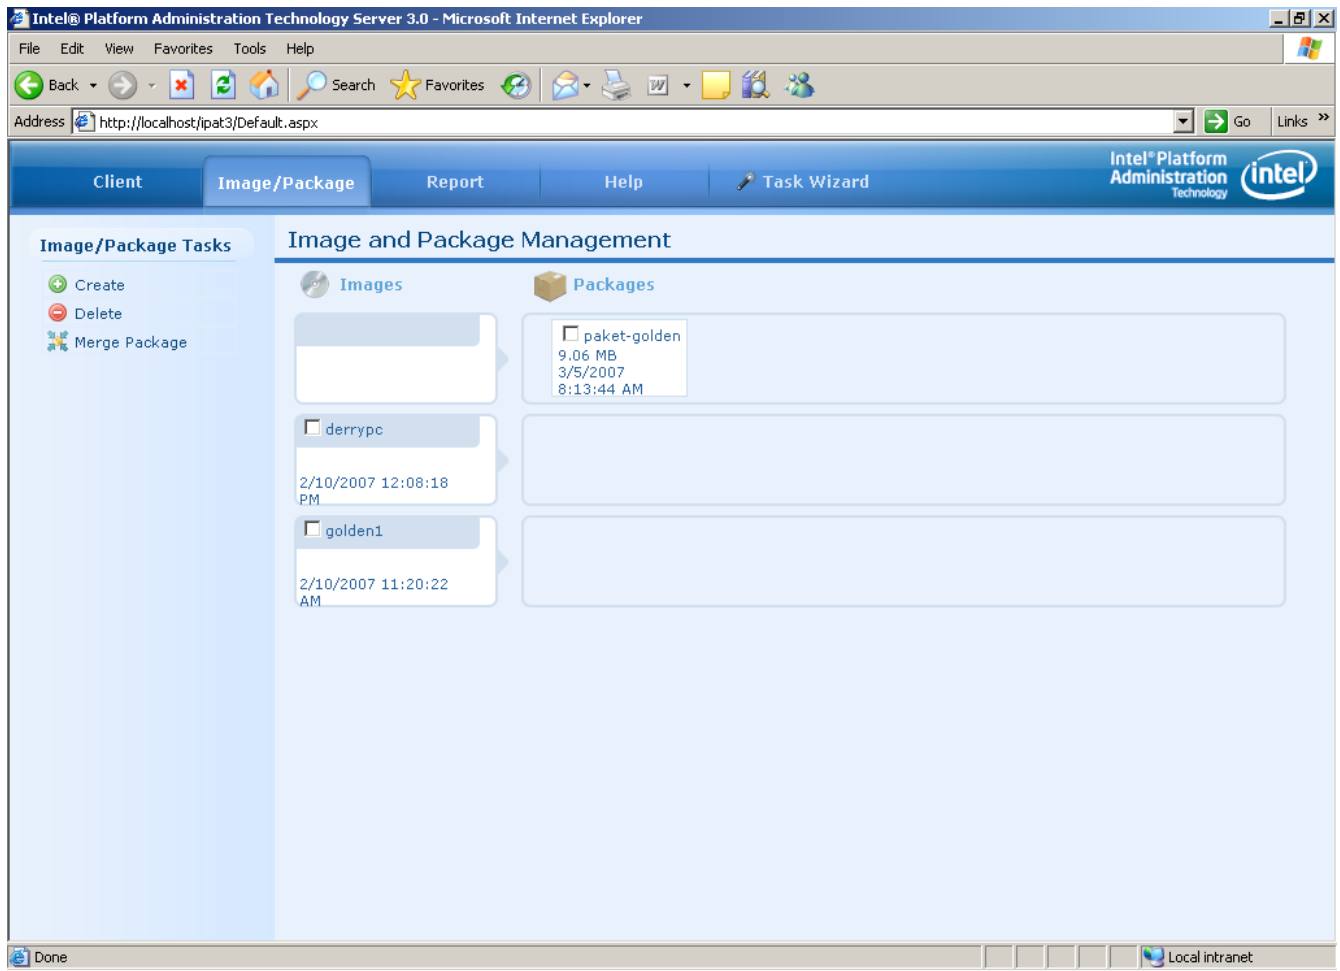 Intel® Platform Administration Technology Server 3.0 - Microsoft Internet Explorer
File Edit View Favorites Tools Help
Back Search Favorites
Address http://localhost/ipat3/Default.aspx Go Links »
Client Image/Package Report Help Task Wizard
Intel® Platform
Administration
Technology
intel
Image/Package Tasks
Create
Delete
Merge Package
Image and Package Management
Images Packages
paket-golden
9.06 MB
3/5/2007
8:13:44 AM
derrypc
2/10/2007 12:08:18
PM
golden1
2/10/2007 11:20:22
AM
Done Local intranet